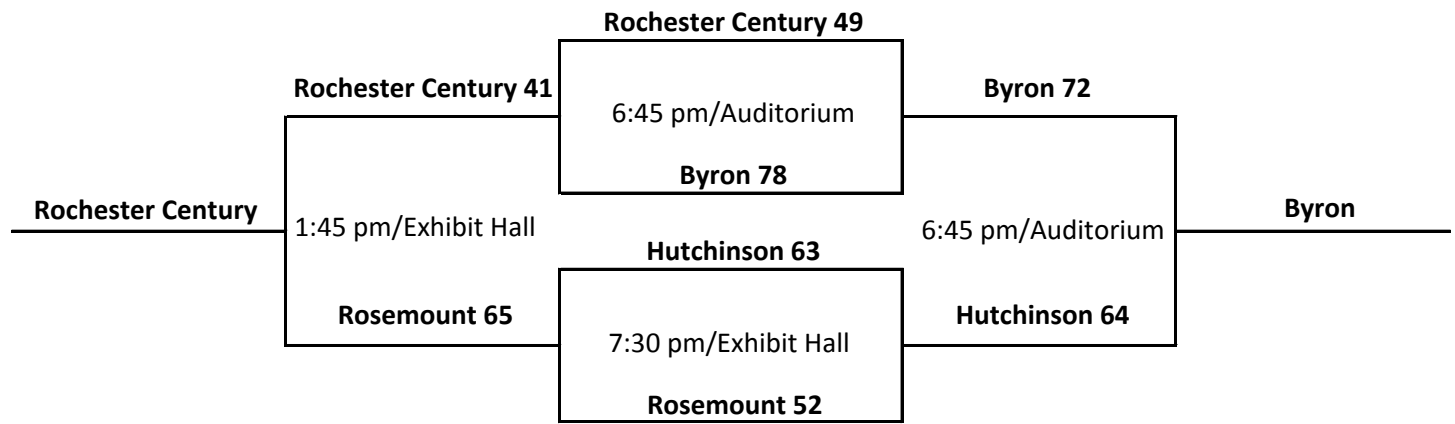 Rochester Century 49
Rochester Century 41
Byron 72
6:45 pm/Auditorium
Byron 78
Rochester Century
Byron
1:45 pm/Exhibit Hall
6:45 pm/Auditorium
Hutchinson 63
Rosemount 65
Hutchinson 64
7:30 pm/Exhibit Hall
Rosemount 52